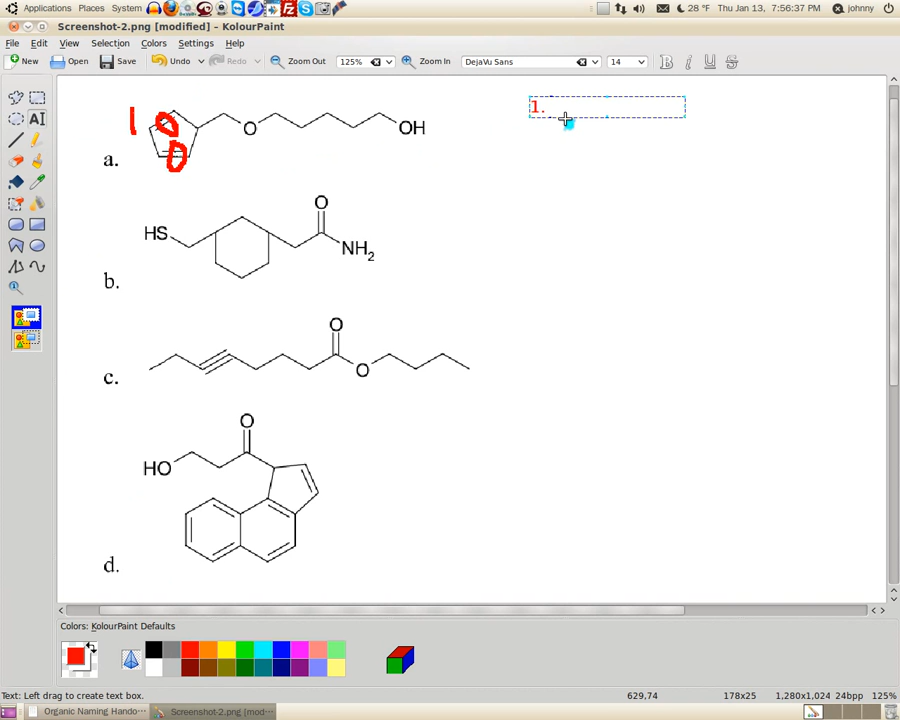 Applications Places System 28 °F Thu Jan 13, 7:56:37 PM johnny
Screenshot-2.png [modified] - KolourPaint
File Edit View Selection Colors Settings Help
New Open Save Undo Redo Zoom Out 125% Zoom In DejaVu Sans 14 B I U S
1.
1 O OH
a.
O
HS NH2
b.
O
O
c.
O
HO
d.
Colors: KolourPaint Defaults
Text: Left drag to create text box. 629,74 178x25 1,280x1,024 24bpp 125%
Organic Naming Hando... Screenshot-2.png [mod...